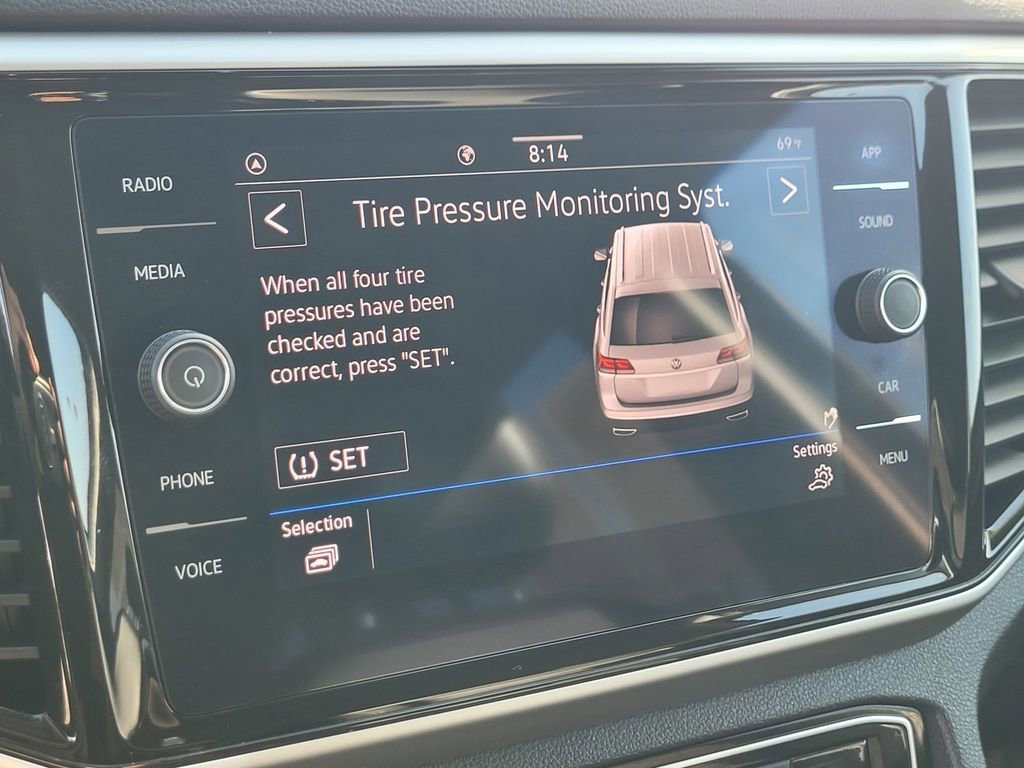 8:14
69°F
Tire Pressure Monitoring Syst.
When all four tire
pressures have been
checked and are
correct, press "SET".
SET
Selection
Settings
RADIO
MEDIA
PHONE
VOICE
APP
SOUND
CAR
MENU